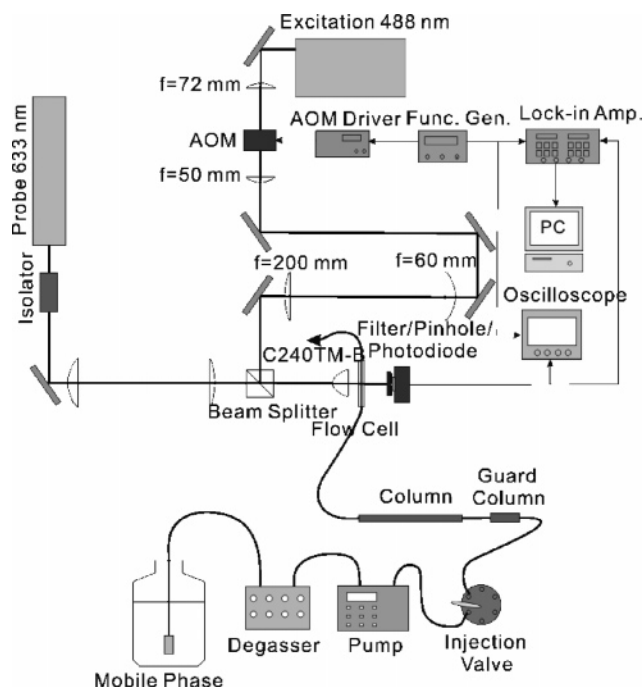 Excitation 488 nm
f=72 mm
Probe 633 nm
AOM
AOM Driver
Func. Gen.
Lock-in Amp.
f=50 mm
PC
Isolator
f=200 mm
f=60 mm
Oscilloscope
C240TM-B
Filter/Pinhole/
Photodiode
Beam Splitter
Flow Cell
Column
Guard
Column
Mobile Phase
Degasser
Pump
Injection
Valve